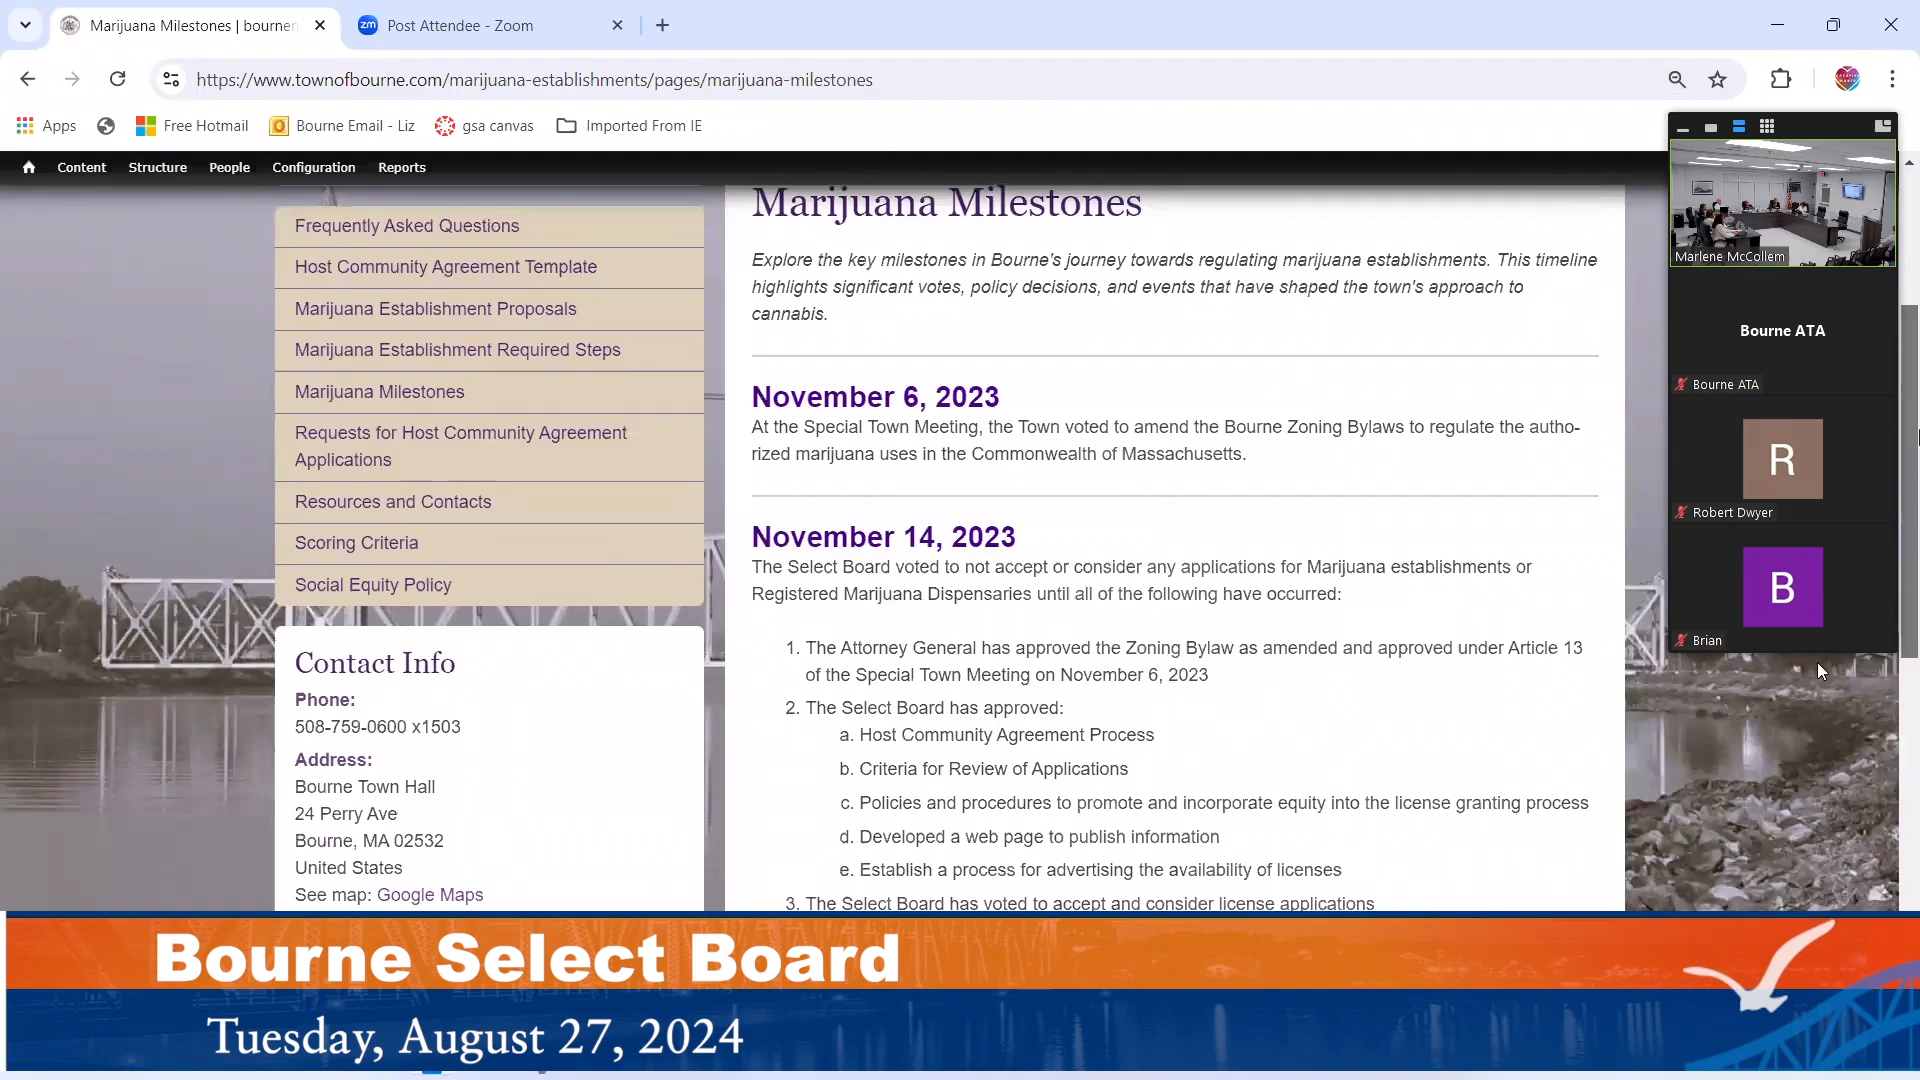 Marijuana Milestones | bournen
Post Attendee - Zoom
https://www.townofbourne.com/marijuana-establishments/pages/marijuana-milestones
Apps
Free Hotmail
Bourne Email - Liz
gsa canvas
Imported From IE
Content
Structure
People
Configuration
Reports
Frequently Asked Questions
Host Community Agreement Template
Marijuana Establishment Proposals
Marijuana Establishment Required Steps
Marijuana Milestones
Requests for Host Community Agreement
Applications
Resources and Contacts
Scoring Criteria
Social Equity Policy
Contact Info
Phone:
508-759-0600 x1503
Address:
Bourne Town Hall
24 Perry Ave
Bourne, MA 02532
United States
See map: Google Maps
Marijuana Milestones
Explore the key milestones in Bourne's journey towards regulating marijuana establishments. This timeline
highlights significant votes, policy decisions, and events that have shaped the town's approach to
cannabis.
November 6, 2023
At the Special Town Meeting, the Town voted to amend the Bourne Zoning Bylaws to regulate the autho-
rized marijuana uses in the Commonwealth of Massachusetts.
November 14, 2023
The Select Board voted to not accept or consider any applications for Marijuana establishments or
Registered Marijuana Dispensaries until all of the following have occurred:
1. The Attorney General has approved the Zoning Bylaw as amended and approved under Article 13
of the Special Town Meeting on November 6, 2023
2. The Select Board has approved:
a. Host Community Agreement Process
b. Criteria for Review of Applications
c. Policies and procedures to promote and incorporate equity into the license granting process
d. Developed a web page to publish information
e. Establish a process for advertising the availability of licenses
3. The Select Board has voted to accept and consider license applications
Marlene McCollem
Bourne ATA
Bourne ATA
R
Robert Dwyer
B
Brian
Bourne Select Board
Tuesday, August 27, 2024